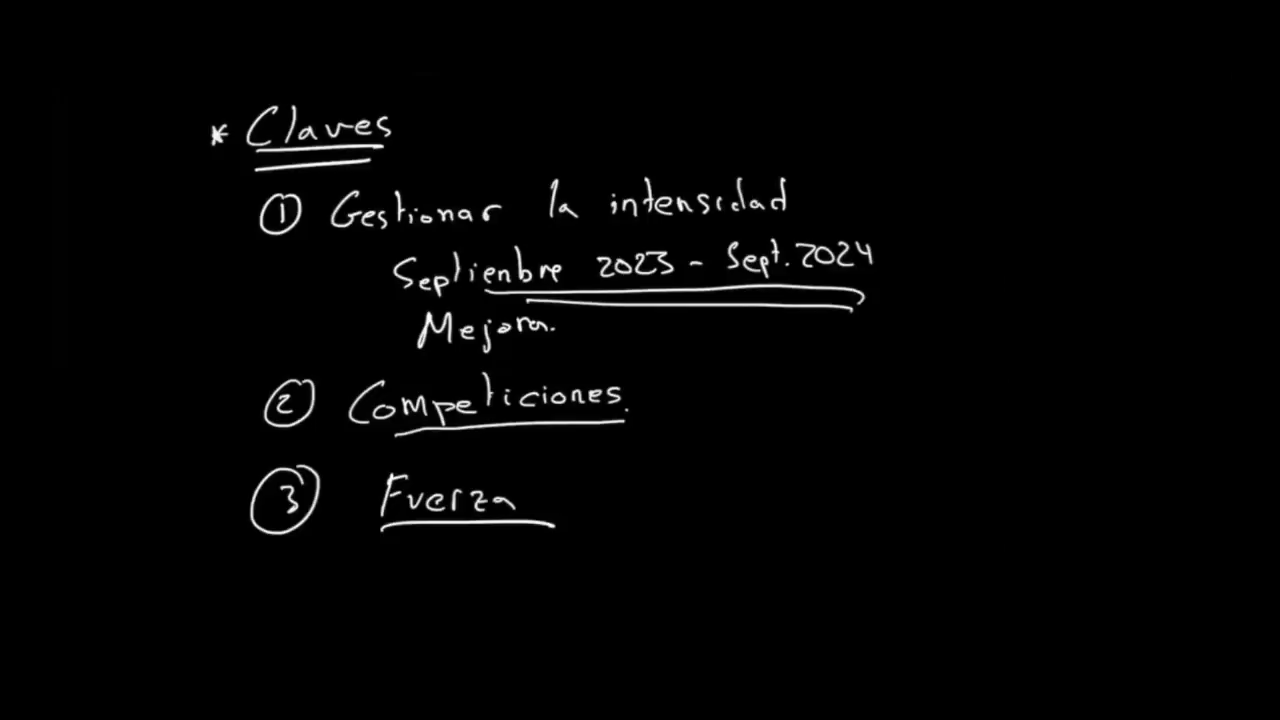 * Claves
① Gestionar la intensidad
Septienbre 2023 - Sept. 2024
Mejora.
② Competiciones.
③ Fuerza